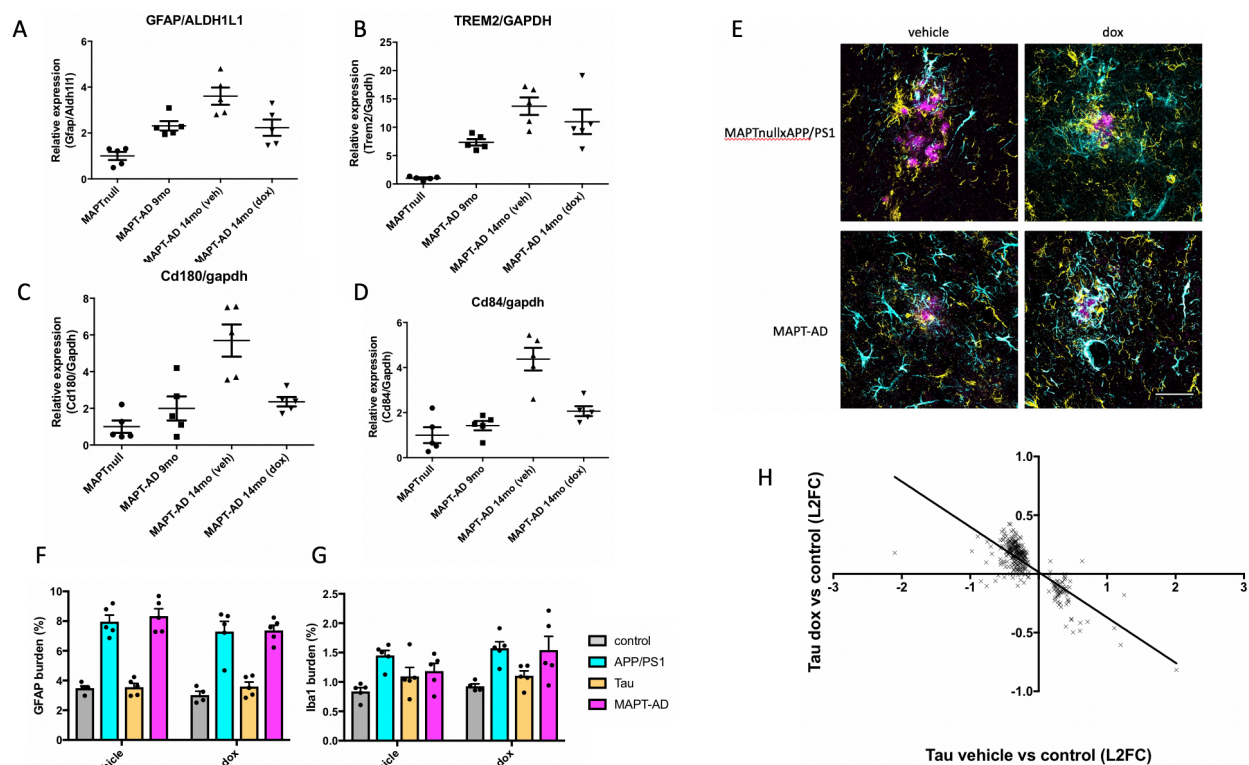 A
GFAP/ALDH1L1
Relative expression
(Gfap/Aldh1l1)
6
4
2
0
MAPTnull
MAPT-AD 9mo
MAPT-AD 14mo (veh)
MAPT-AD 14mo (dox)
B
TREM2/GAPDH
Relative expression
(Trem2/Gapdh)
25
20
15
10
5
0
MAPTnull
MAPT-AD 9mo
MAPT-AD 14mo (veh)
MAPT-AD 14mo (dox)
C
Cd180/gapdh
Relative expression
(Cd180/Gapdh)
8
6
4
2
0
MAPTnull
MAPT-AD 9mo
MAPT-AD 14mo (veh)
MAPT-AD 14mo (dox)
D
Cd84/gapdh
Relative expression
(Cd84/Gapdh)
6
4
2
0
MAPTnull
MAPT-AD 9mo
MAPT-AD 14mo (veh)
MAPT-AD 14mo (dox)
E
vehicle
dox
MAPTnullxAPP/PS1
MAPT-AD
F
GFAP burden (%)
10
8
6
4
2
0
hicle
dox
G
Iba1 burden (%)
2.5
2.0
1.5
1.0
0.5
0.0
hicle
dox
control
APP/PS1
Tau
MAPT-AD
H
Tau dox vs control (L2FC)
1.0
0.5
-0.5
-1.0
-3
-2
-1
0
1
2
3
Tau vehicle vs control (L2FC)